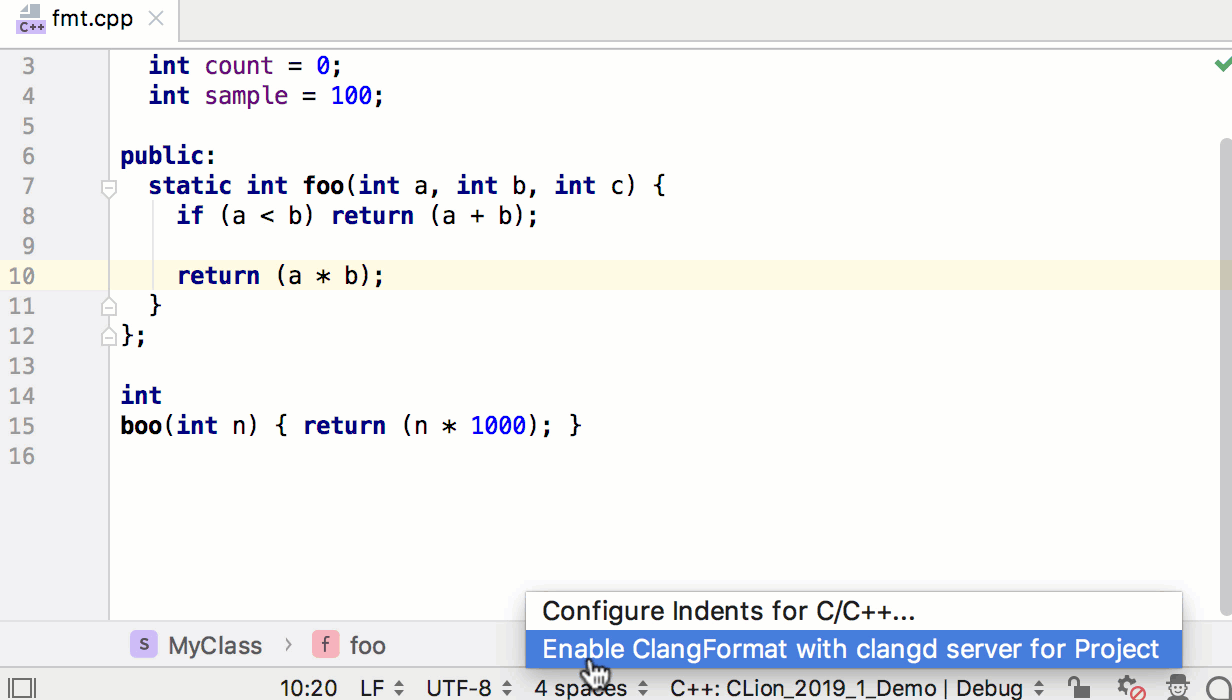 C++ fmt.cpp
3 int count = 0;
4 int sample = 100;
5
6 public:
7 static int foo(int a, int b, int c) {
8 if (a < b) return (a + b);
9
10 return (a * b);
11 }
12 };
13
14 int
15 boo(int n) { return (n * 1000); }
16
Configure Indents for C/C++...
Enable ClangFormat with clangd server for Project
S MyClass › f foo
10:20 LF UTF-8 4 spaces C++: CLion_2019_1_Demo | Debug